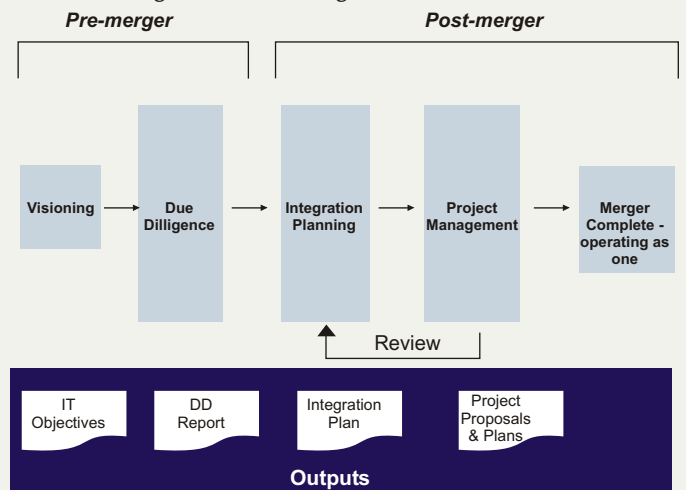 Pre-merger
Post-merger
Visioning
Due
Dilligence
Integration
Planning
Project
Management
Merger
Complete -
operating as
one
Review
IT
Objectives
DD
Report
Integration
Plan
Project
Proposals
& Plans
Outputs